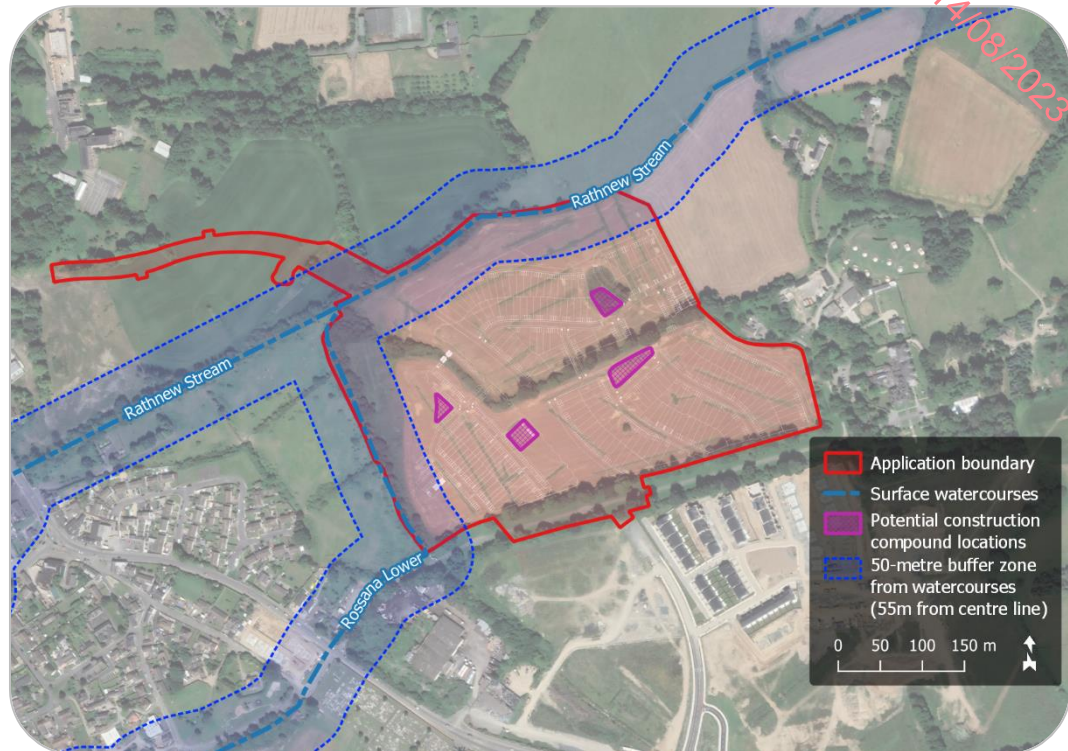 14/08/2023
Rathnew Stream
Rathnew Stream
Rossana Lower
Application boundary
Surface watercourses
Potential construction
compound locations
50-metre buffer zone
from watercourses
(55m from centre line)
0 50 100 150 m